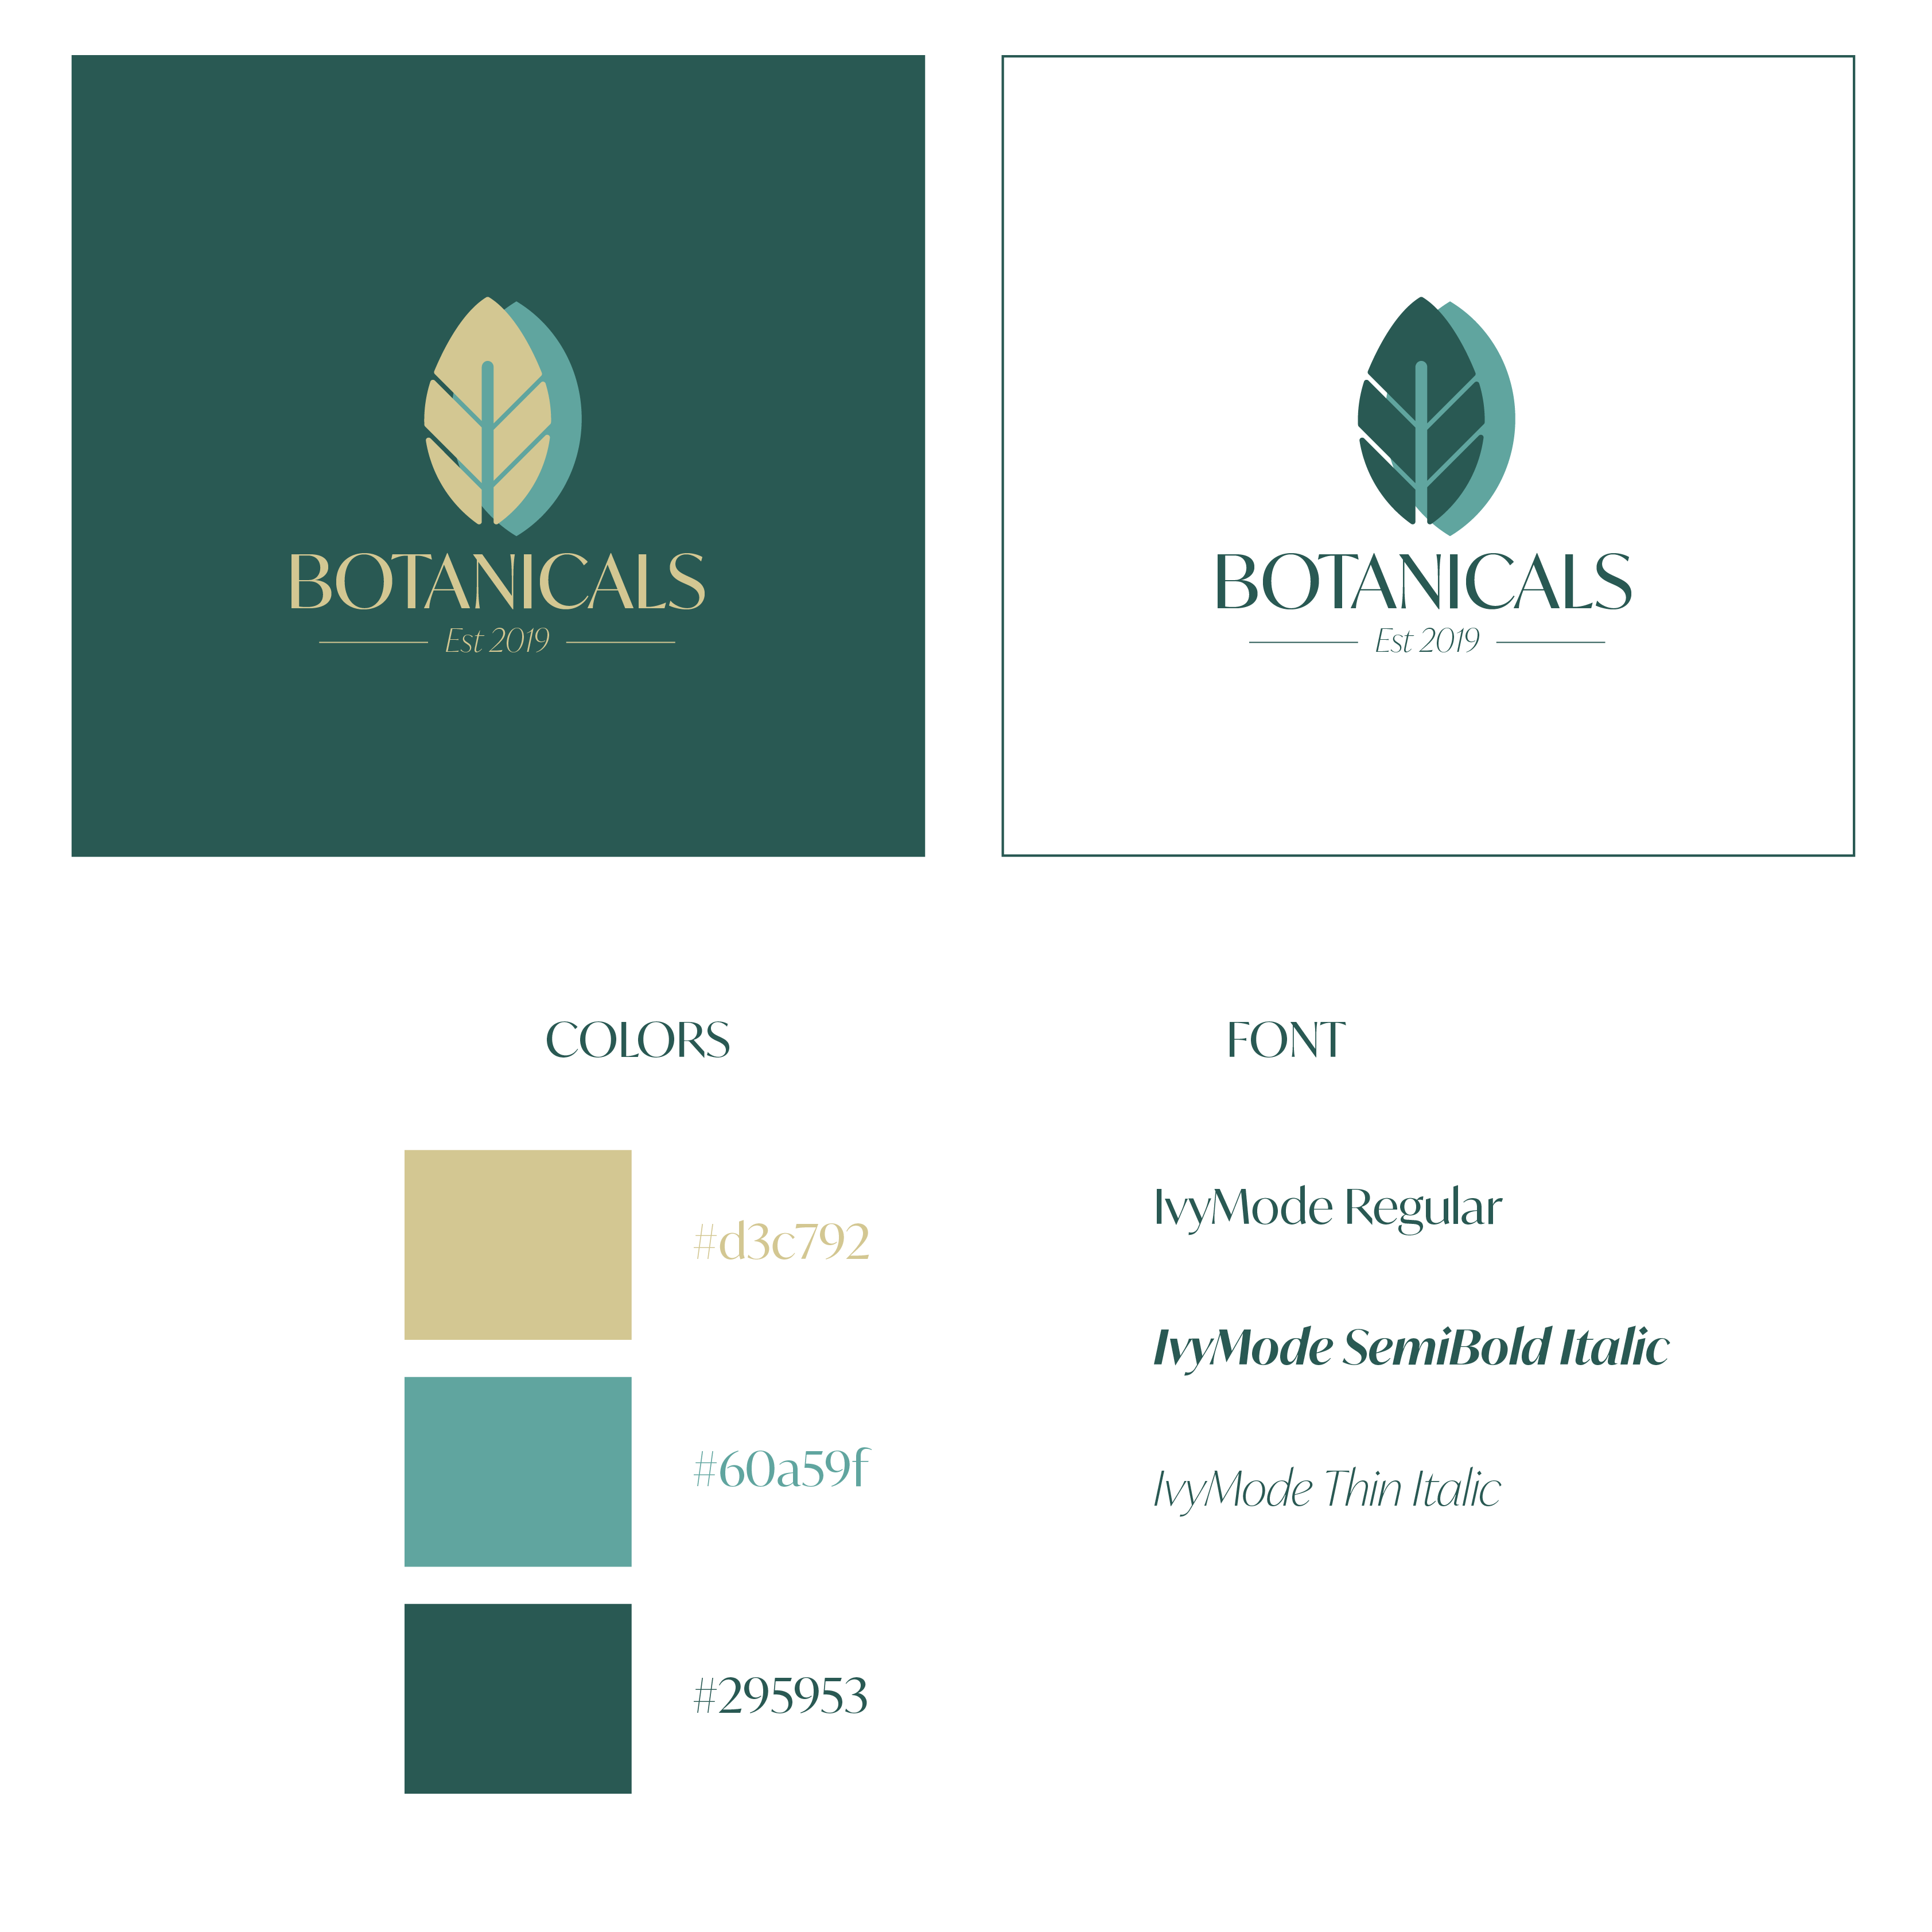 BOTANICALS
Est 2019
BOTANICALS
Est 2019
COLORS
#d3c792
#60a59f
#295953
FONT
IvyMode Regular
IvyMode SemiBold Italic
IvyMode Thin Italic